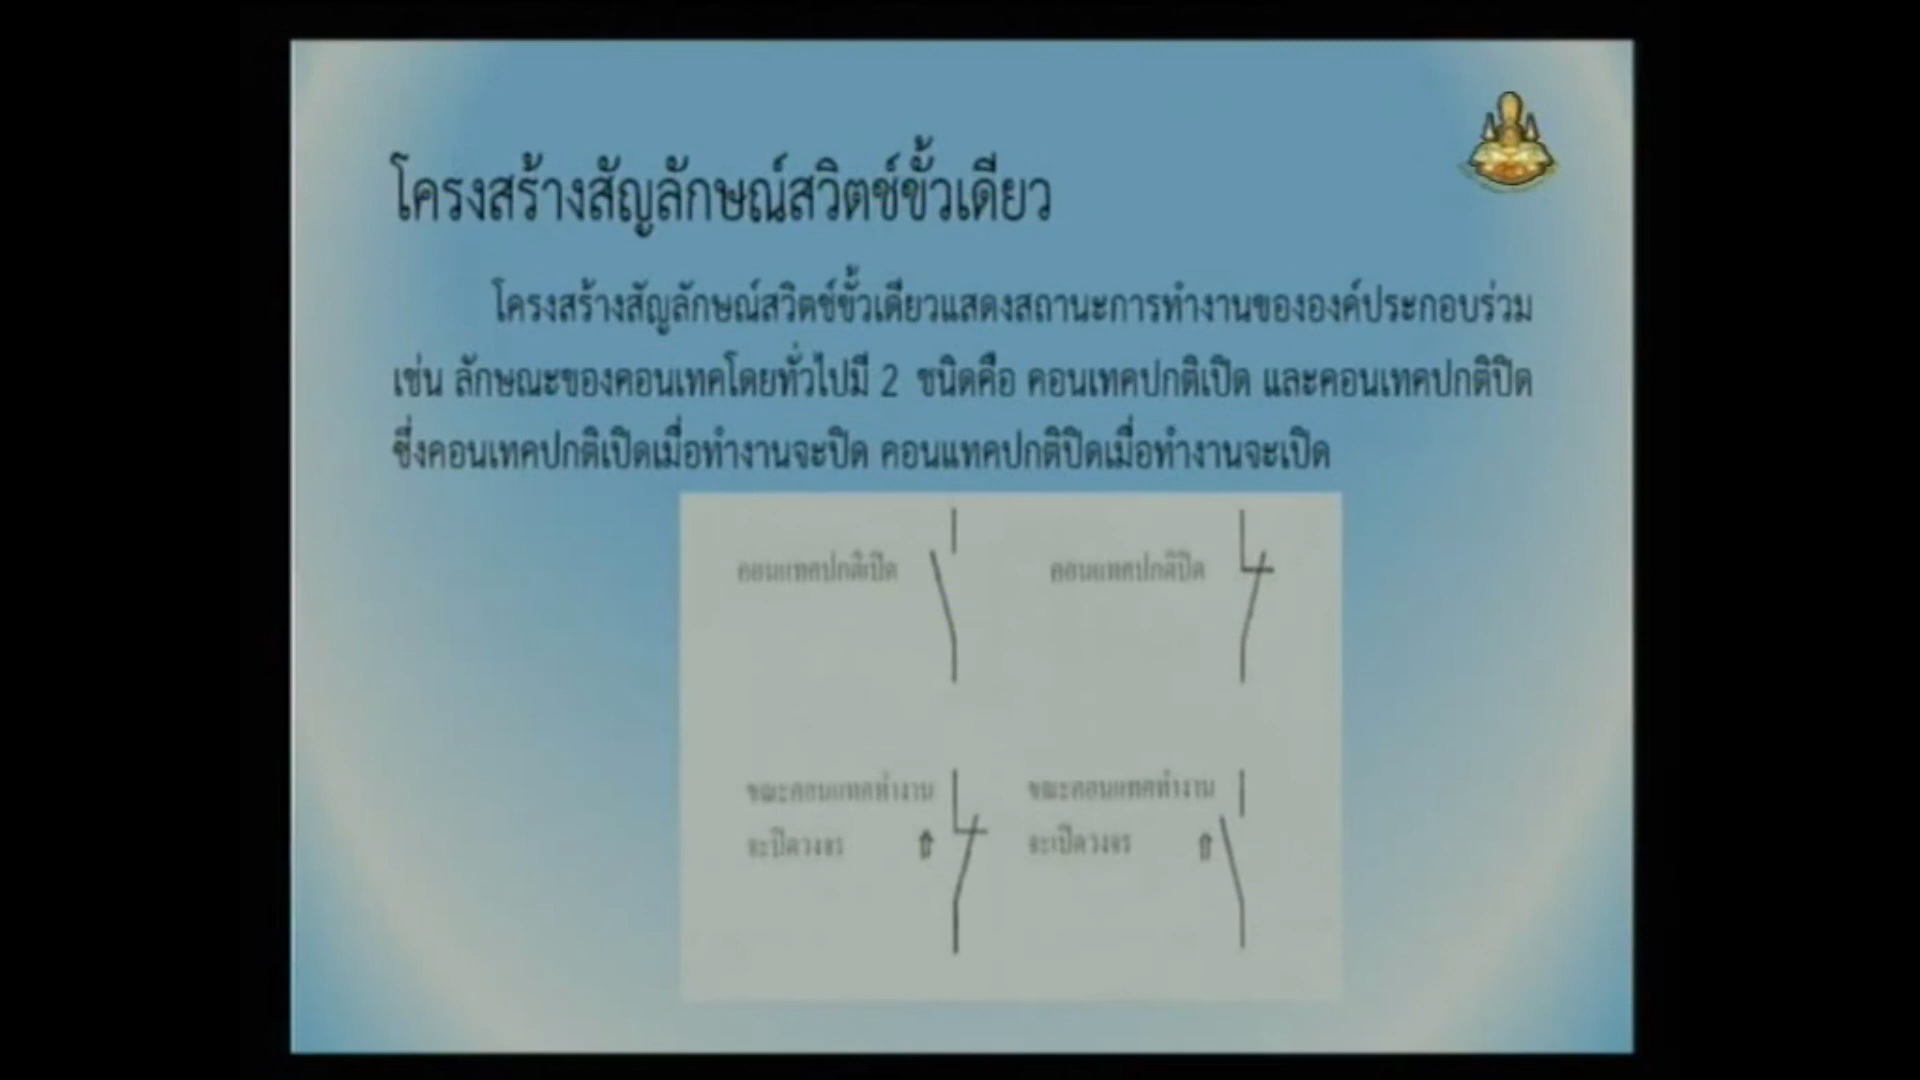 โครงสร้างสัญลักษณ์สวิตช์ขั้วเดียว
โครงสร้างสัญลักษณ์สวิตช์ขั้วเดียวแสดงสถานะการทำงานขององค์ประกอบร่วม
เช่น ลักษณะของคอนเทคโดยทั่วไปมี 2 ชนิดคือ คอนเทคปกติเปิด และคอนเทคปกติปิด
ซึ่งคอนเทคปกติเปิดเมื่อทำงานจะปิด คอนแทคปกติปิดเมื่อทำงานจะเปิด
คอนแทคปกติเปิด
คอนแทคปกติปิด
ขณะคอนแทคทำงาน
จะปิดวงจร
ขณะคอนแทคทำงาน
จะเปิดวงจร